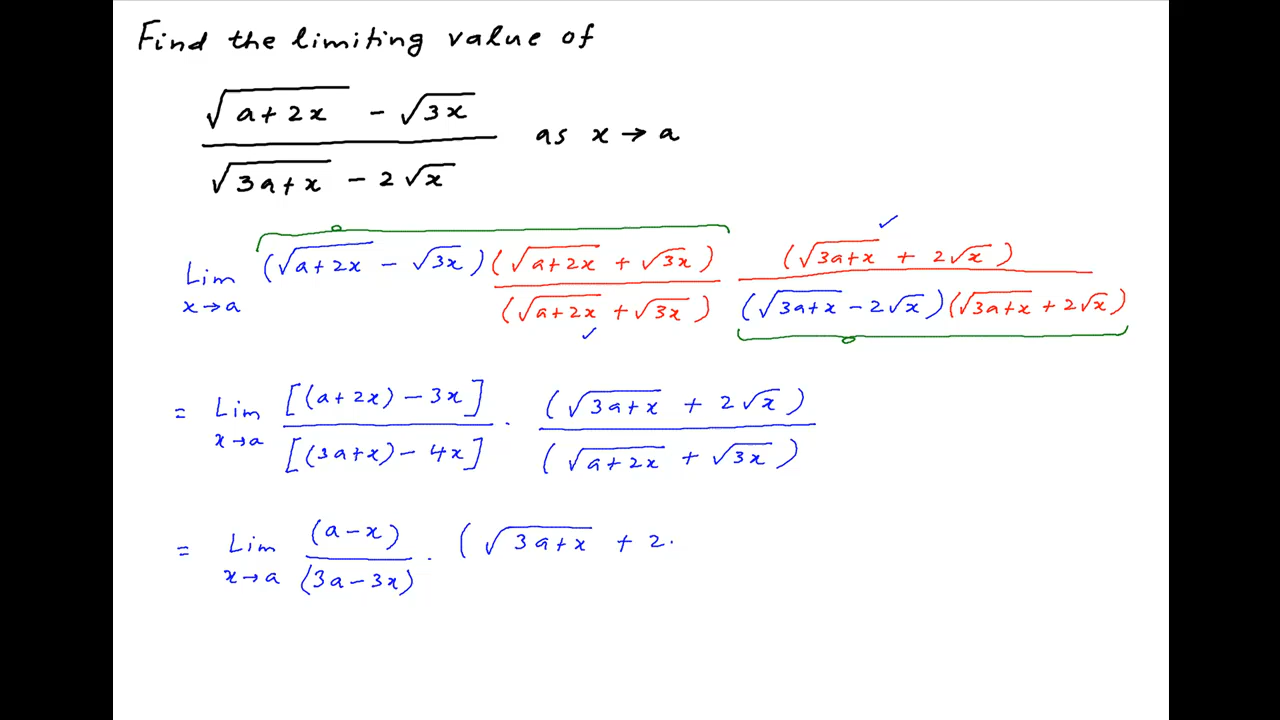 Find the limiting value of
(√(a+2x) - √(3x)) / (√(3a+x) - 2√x) as x → a
Lim x→a (√(a+2x) - √(3x)) (√(a+2x) + √(3x)) / (√(a+2x) + √(3x)) (√(3a+x) + 2√x) / (√(3a+x) - 2√x)(√(3a+x) + 2√x)
= Lim x→a [(a+2x) - 3x] / [(3a+x) - 4x] · (√(3a+x) + 2√x) / (√(a+2x) + √(3x))
= Lim x→a (a-x) / (3a-3x) · (√(3a+x) + 2